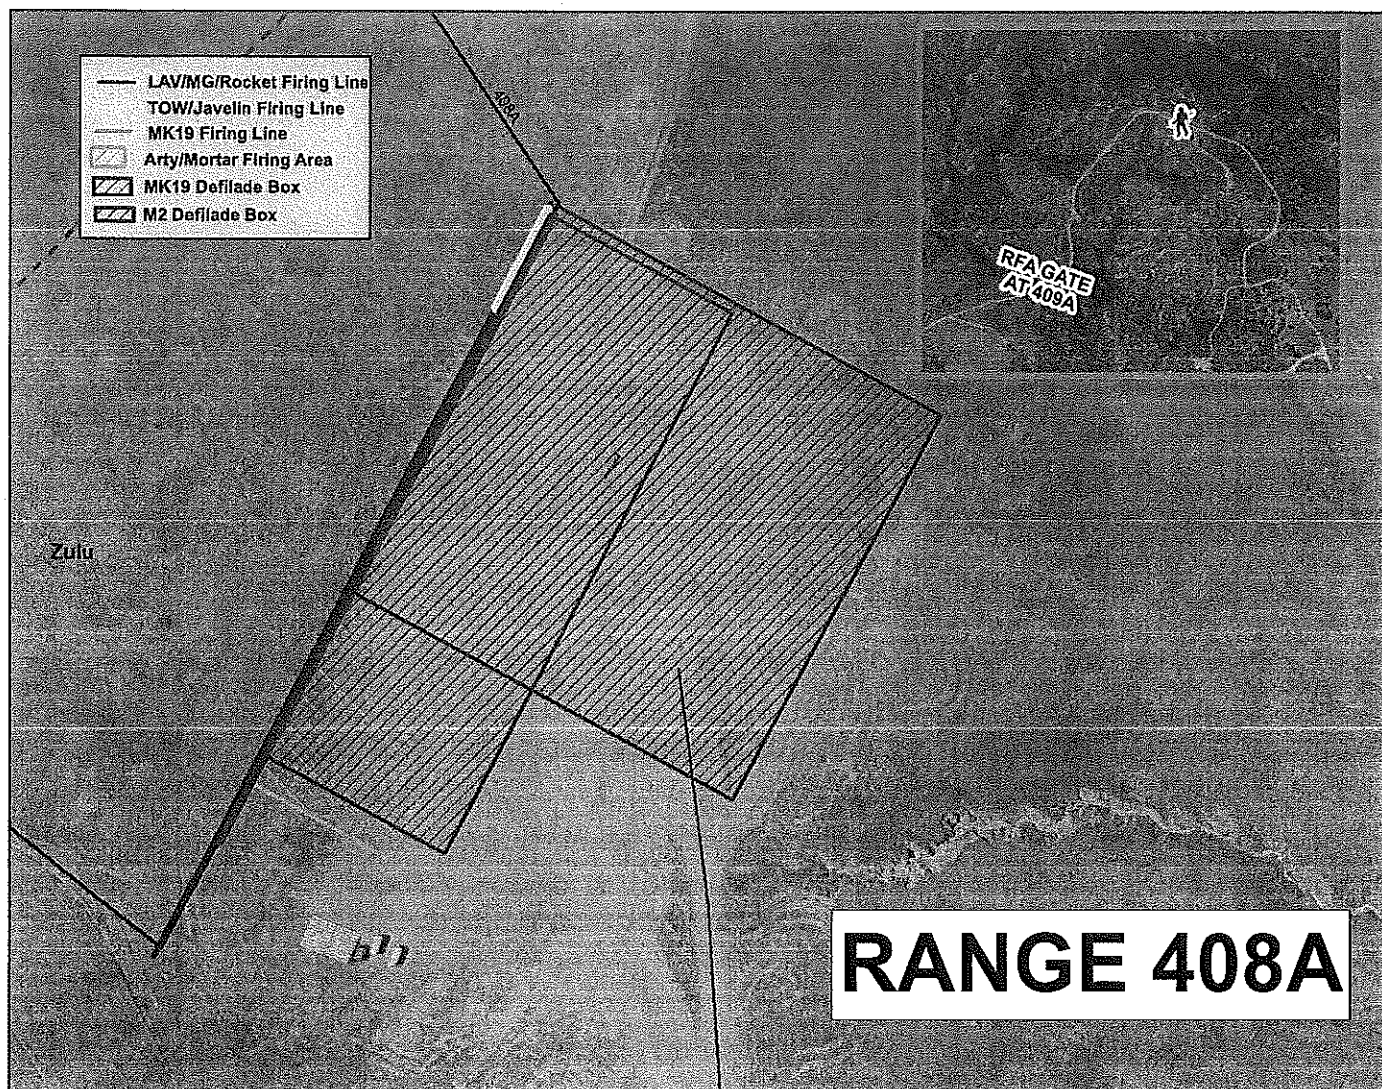 LAV/MG/Rocket Firing Line
TOW/Javelin Firing Line
MK19 Firing Line
Arty/Mortar Firing Area
MK19 Defilade Box
M2 Defilade Box
408A
RFA GATE
AT 409A
Zulu
RANGE 408A